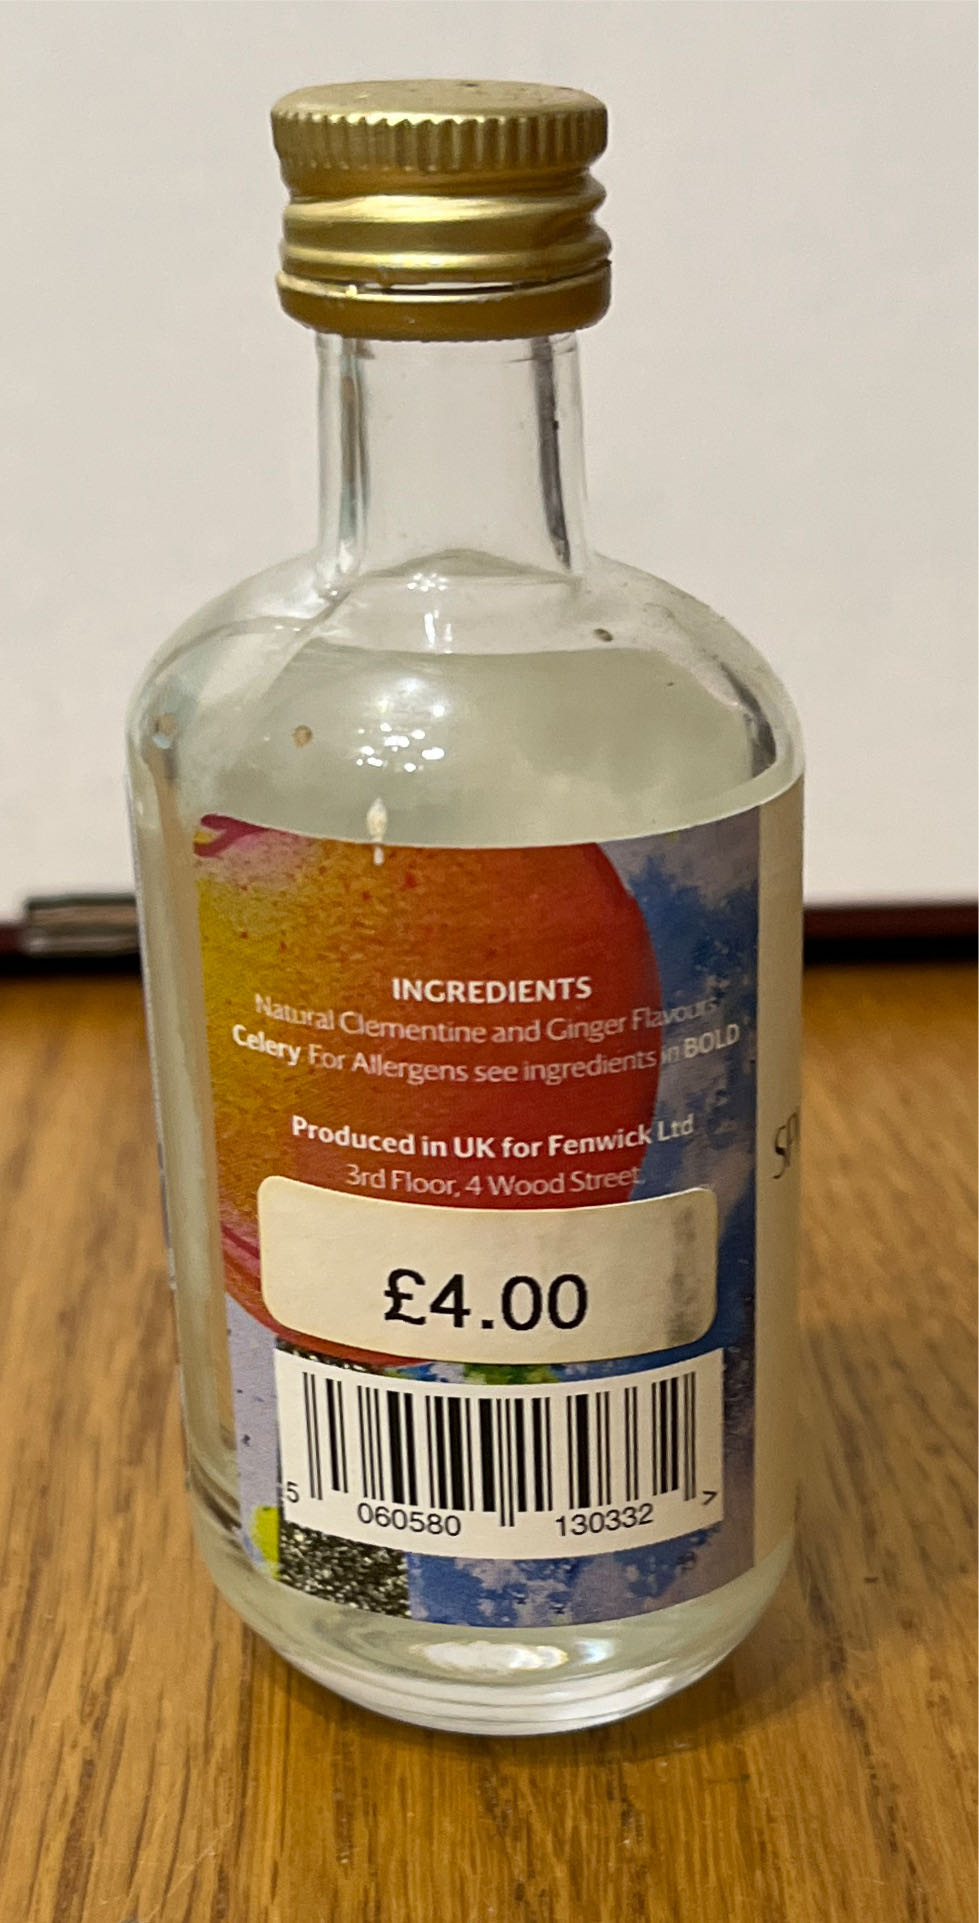 INGREDIENTS
Natural Clementine and Ginger Flavours
Celery For Allergens see ingredients in BOLD
Produced in UK for Fenwick Ltd
3rd Floor, 4 Wood Street,
£4.00
5 060580 130332 >
SP